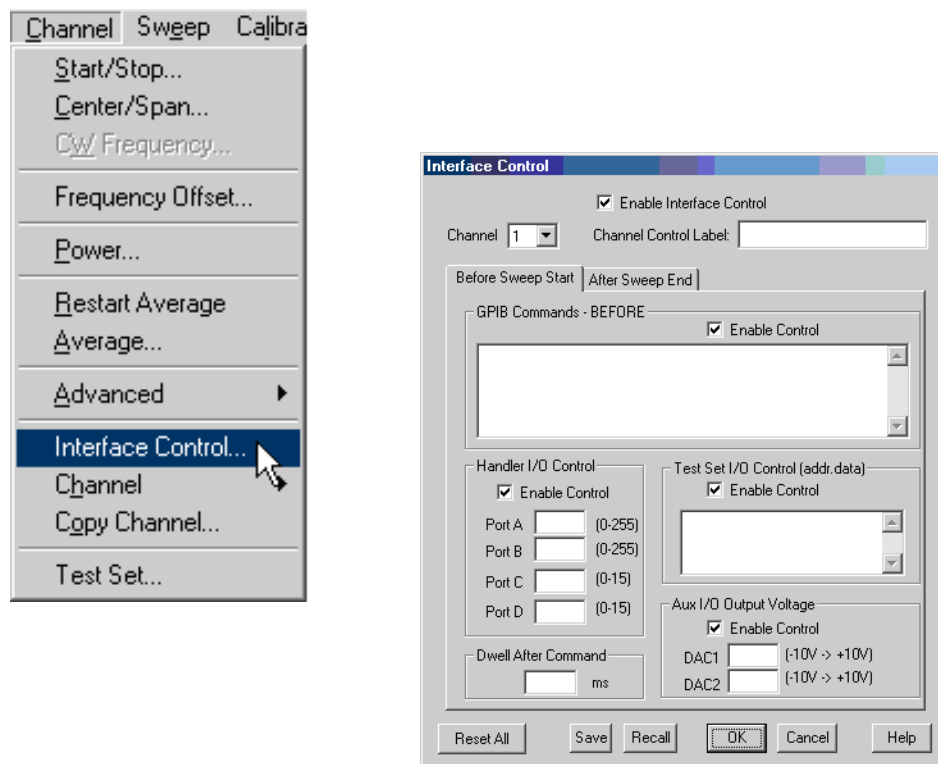 Channel Sweep Calibra
Start/Stop...
Center/Span...
CW Frequency...
Frequency Offset...
Power...
Restart Average
Average...
Advanced
Interface Control...
Channel
Copy Channel...
Test Set...
Interface Control
Enable Interface Control
Channel 1 Channel Control Label:
Before Sweep Start After Sweep End
GPIB Commands - BEFORE
Enable Control
Handler I/O Control
Enable Control
Port A (0-255)
Port B (0-255)
Port C (0-15)
Port D (0-15)
Dwell After Command
ms
Test Set I/O Control (addr.data)
Enable Control
Aux I/O Output Voltage
Enable Control
DAC1 (-10V -> +10V)
DAC2 (-10V -> +10V)
Reset All Save Recall OK Cancel Help